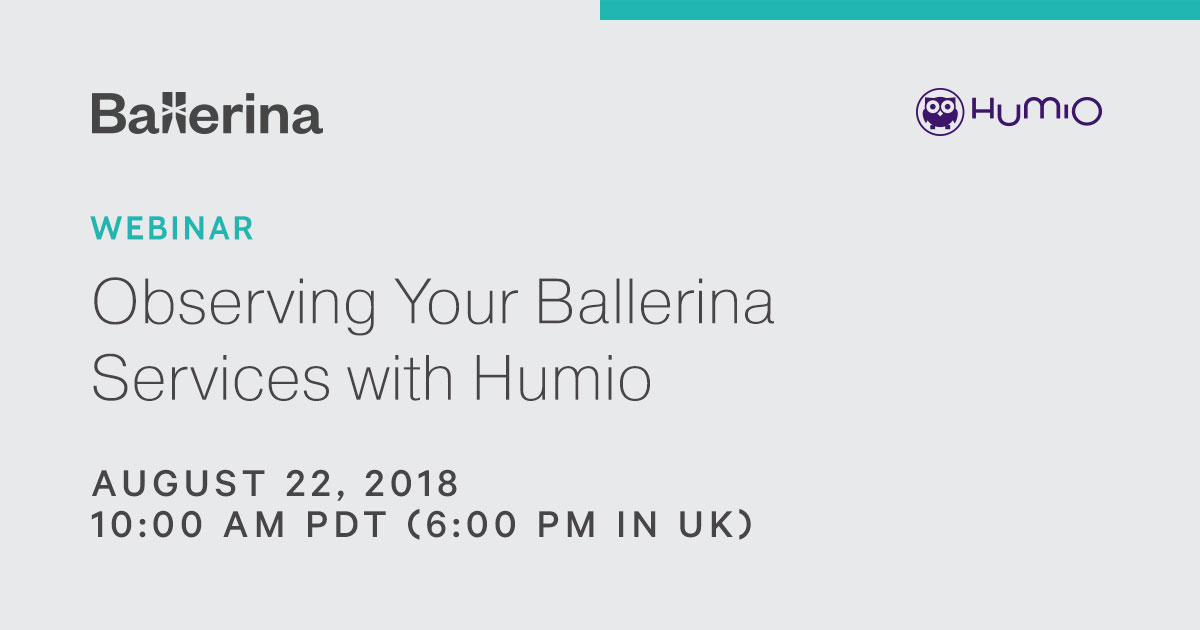 Ballerina
HUMIO
WEBINAR
Observing Your Ballerina
Services with Humio
AUGUST 22, 2018
10:00 AM PDT (6:00 PM IN UK)